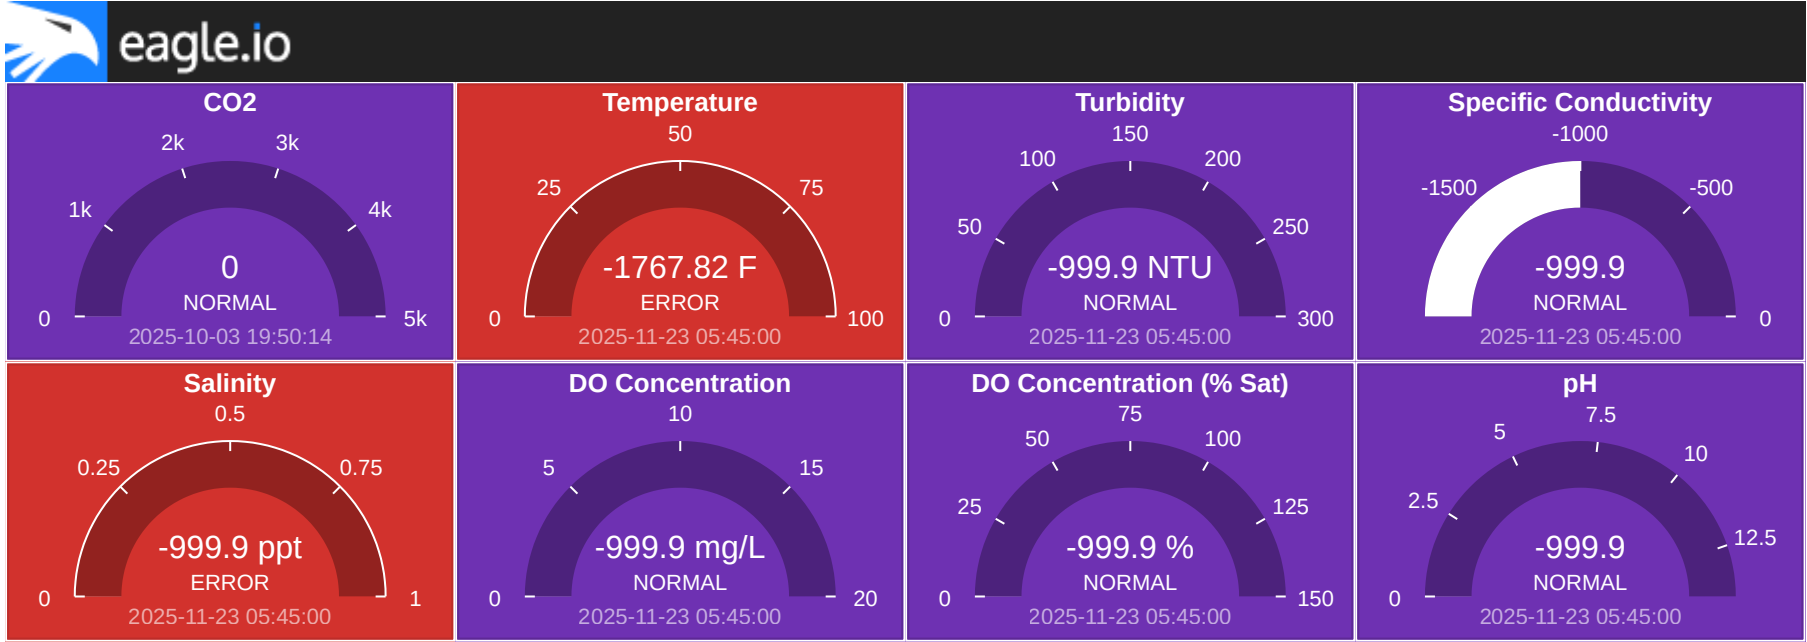 eagle.io
CO2
0
1k
2k
3k
4k
5k
0
NORMAL
2025-10-03 19:50:14
Temperature
0
25
50
75
100
-1767.82 F
ERROR
2025-11-23 05:45:00
Turbidity
0
50
100
150
200
250
300
-999.9 NTU
NORMAL
2025-11-23 05:45:00
Specific Conductivity
-1500
-1000
-500
0
-999.9
NORMAL
2025-11-23 05:45:00
Salinity
0
0.25
0.5
0.75
1
-999.9 ppt
ERROR
2025-11-23 05:45:00
DO Concentration
0
5
10
15
20
-999.9 mg/L
NORMAL
2025-11-23 05:45:00
DO Concentration (% Sat)
0
25
50
75
100
125
150
-999.9 %
NORMAL
2025-11-23 05:45:00
pH
0
2.5
5
7.5
10
12.5
-999.9
NORMAL
2025-11-23 05:45:00